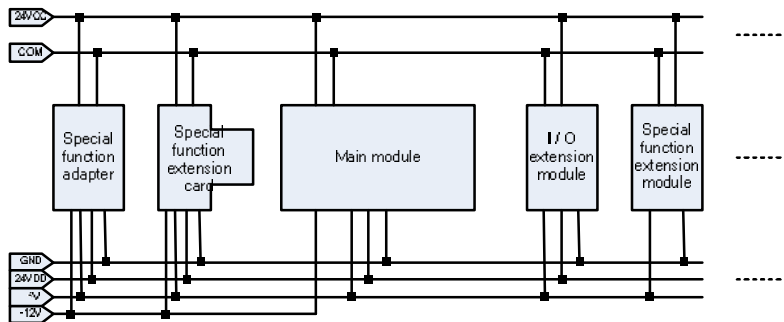 24VCC
COM
Special
function
adapter
Special
function
extension
card
Main module
I / O
extension
module
Special
function
extension
module
GND
24VDD
-12V